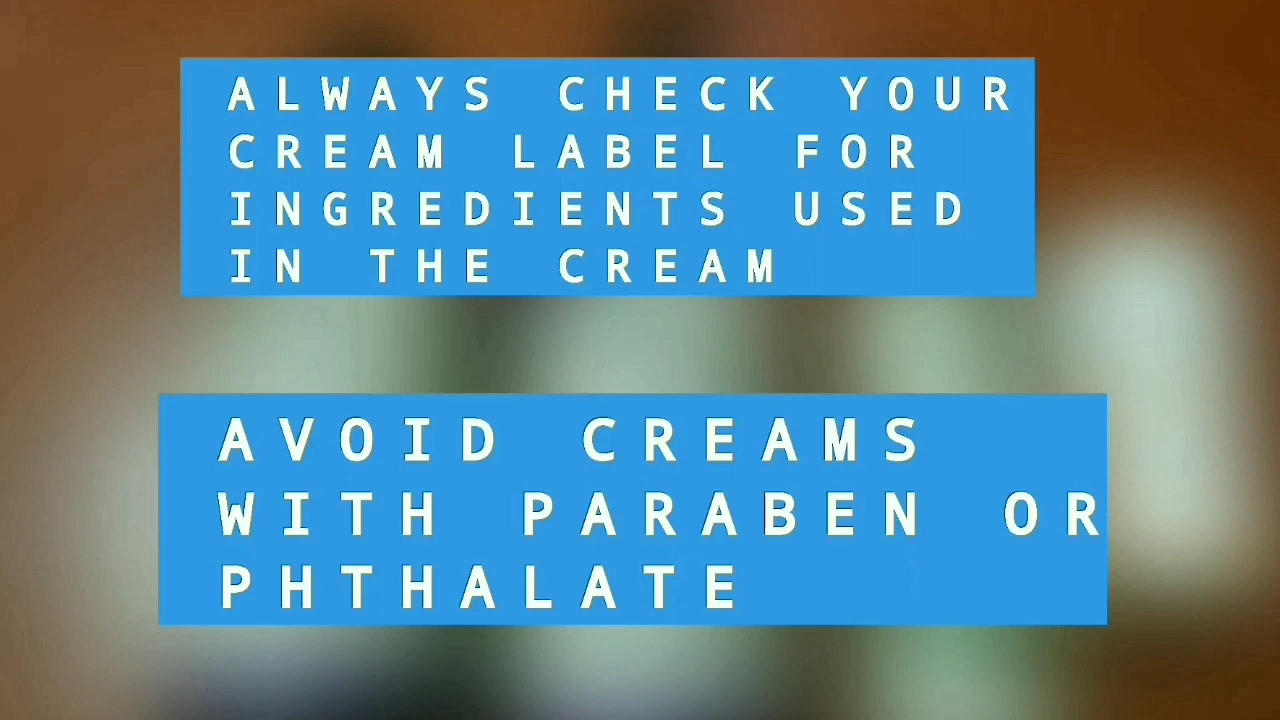 ALWAYS CHECK YOUR
CREAM LABEL FOR
INGREDIENTS USED
IN THE CREAM
AVOID CREAMS
WITH PARABEN OR
PHTHALATE